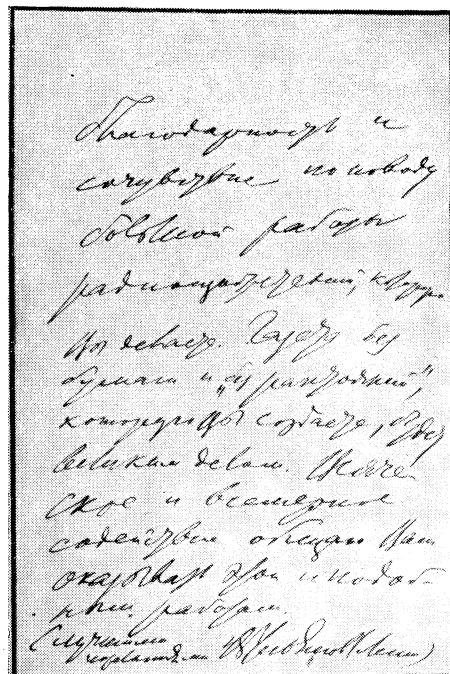 благодарность и
сочувствие по поводу
большой работы
радиоизобретений, которую
Вы делаете. Газета без
бумаги и „без расстояний“,
которую Вы создаете, будет
великим делом. Всяче-
ское и всемерное
содействие обещаю Вам
оказывать этой и подоб-
ным работам.
С лучшими
пожеланиями В. Ульянов (Ленин)